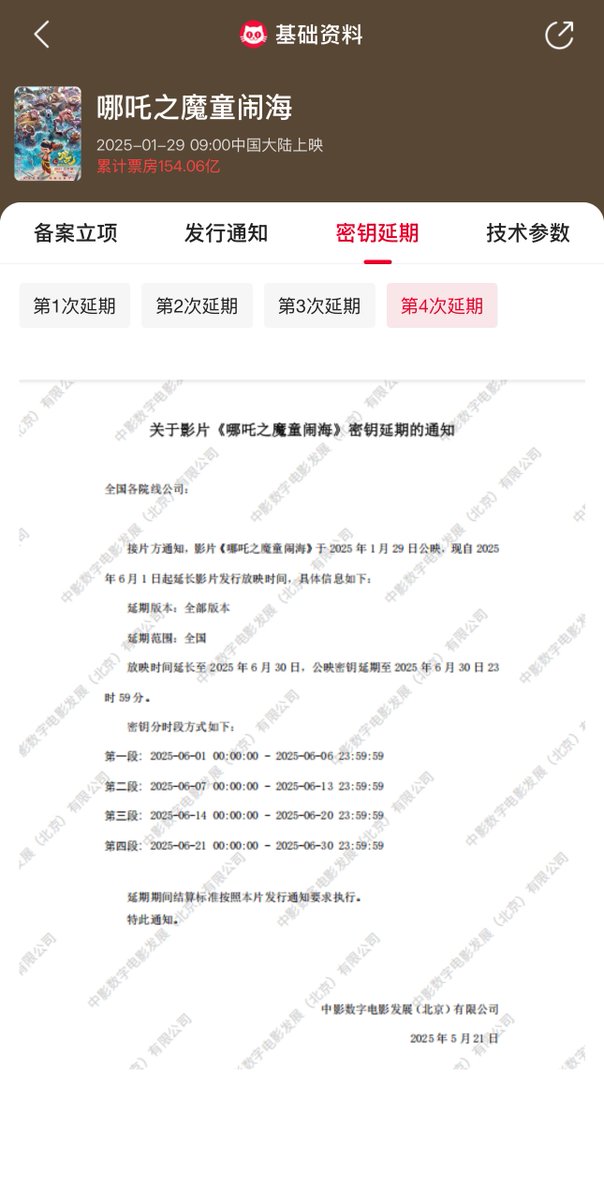 基础资料
哪吒之魔童闹海
2025-01-29 09:00中国大陆上映
累计票房154.06亿
备案立项 发行通知 密钥延期 技术参数
第1次延期 第2次延期 第3次延期 第4次延期
关于影片《哪吒之魔童闹海》密钥延期的通知
全国各院线公司：
接片方通知，影片《哪吒之魔童闹海》于 2025 年 1 月 29 日公映，现自 2025
年 6 月 1 日起延长影片发行放映时间，具体信息如下：
延期版本：全部版本
延期范围：全国
放映时间延长至 2025 年 6 月 30 日，公映密钥延期至 2025 年 6 月 30 日 23
时 59 分。
密钥分时段方式如下：
第一段：2025-06-01 00:00:00 - 2025-06-06 23:59:59
第二段：2025-06-07 00:00:00 - 2025-06-13 23:59:59
第三段：2025-06-14 00:00:00 - 2025-06-20 23:59:59
第四段：2025-06-21 00:00:00 - 2025-06-30 23:59:59
延期期间结算标准按照本片发行通知要求执行。
特此通知。
中影数字电影发展（北京）有限公司
2025 年 5 月 21 日
中影数字电影发展（北京）有限公司